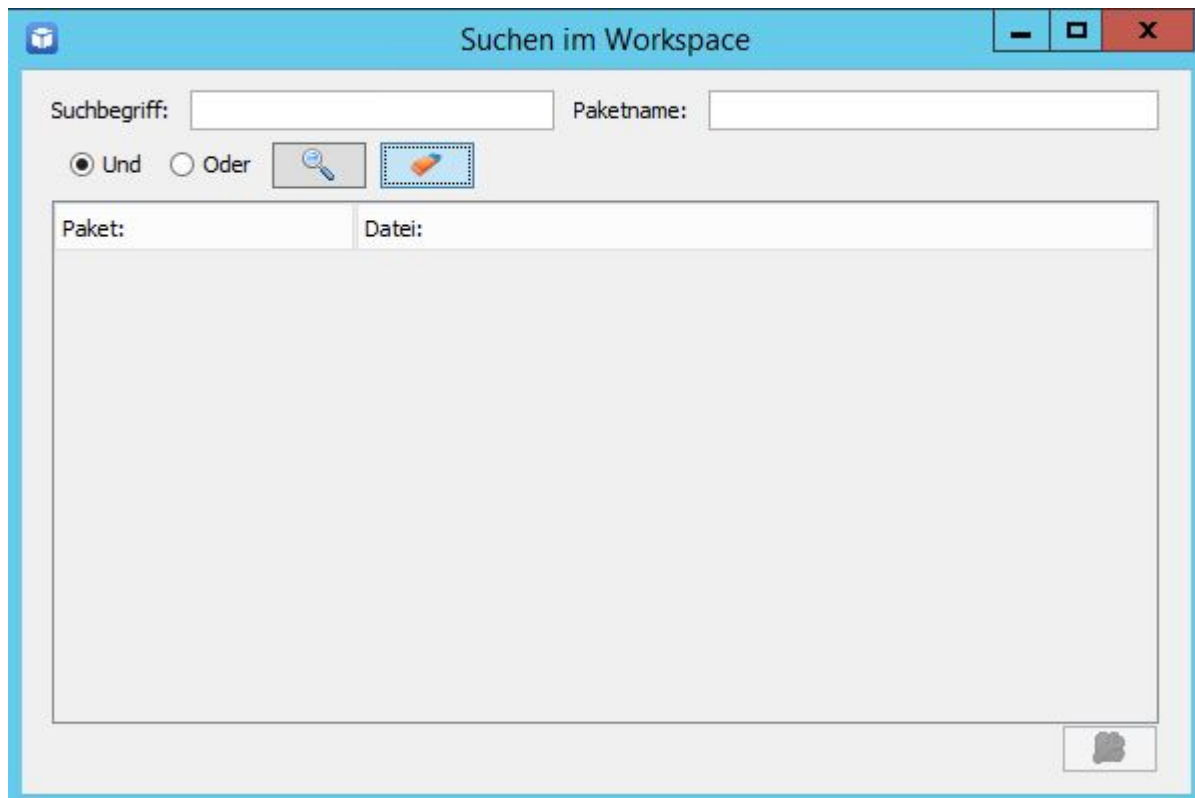 Suchen im Workspace
Suchbegriff: Paketname:
Und Oder
Paket: Datei: